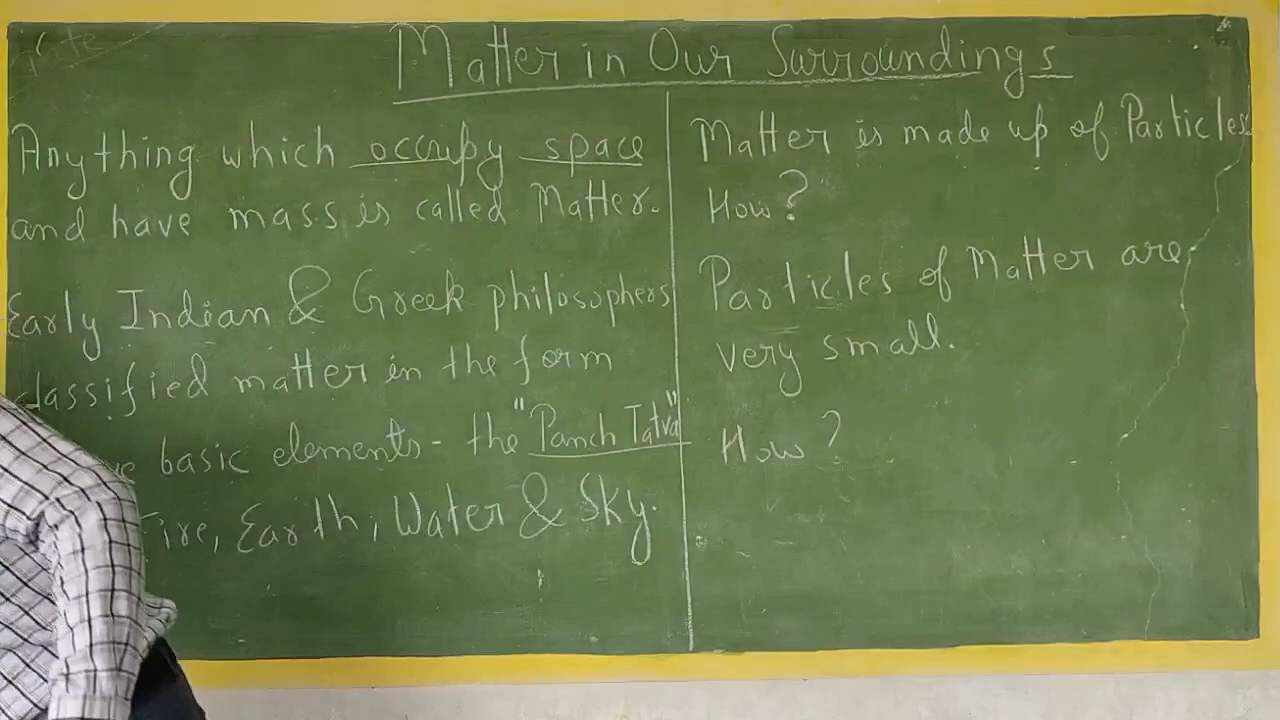 Matter in Our Surroundings
Anything which occupy space
and have mass is called Matter.
Early Indian & Greek philosophers
classified matter in the form
basic elements - the "Panch Tatva"
Fire, Earth, Water & Sky.
Matter is made up of Particles
How?
Particles of Matter are
very small.
How?